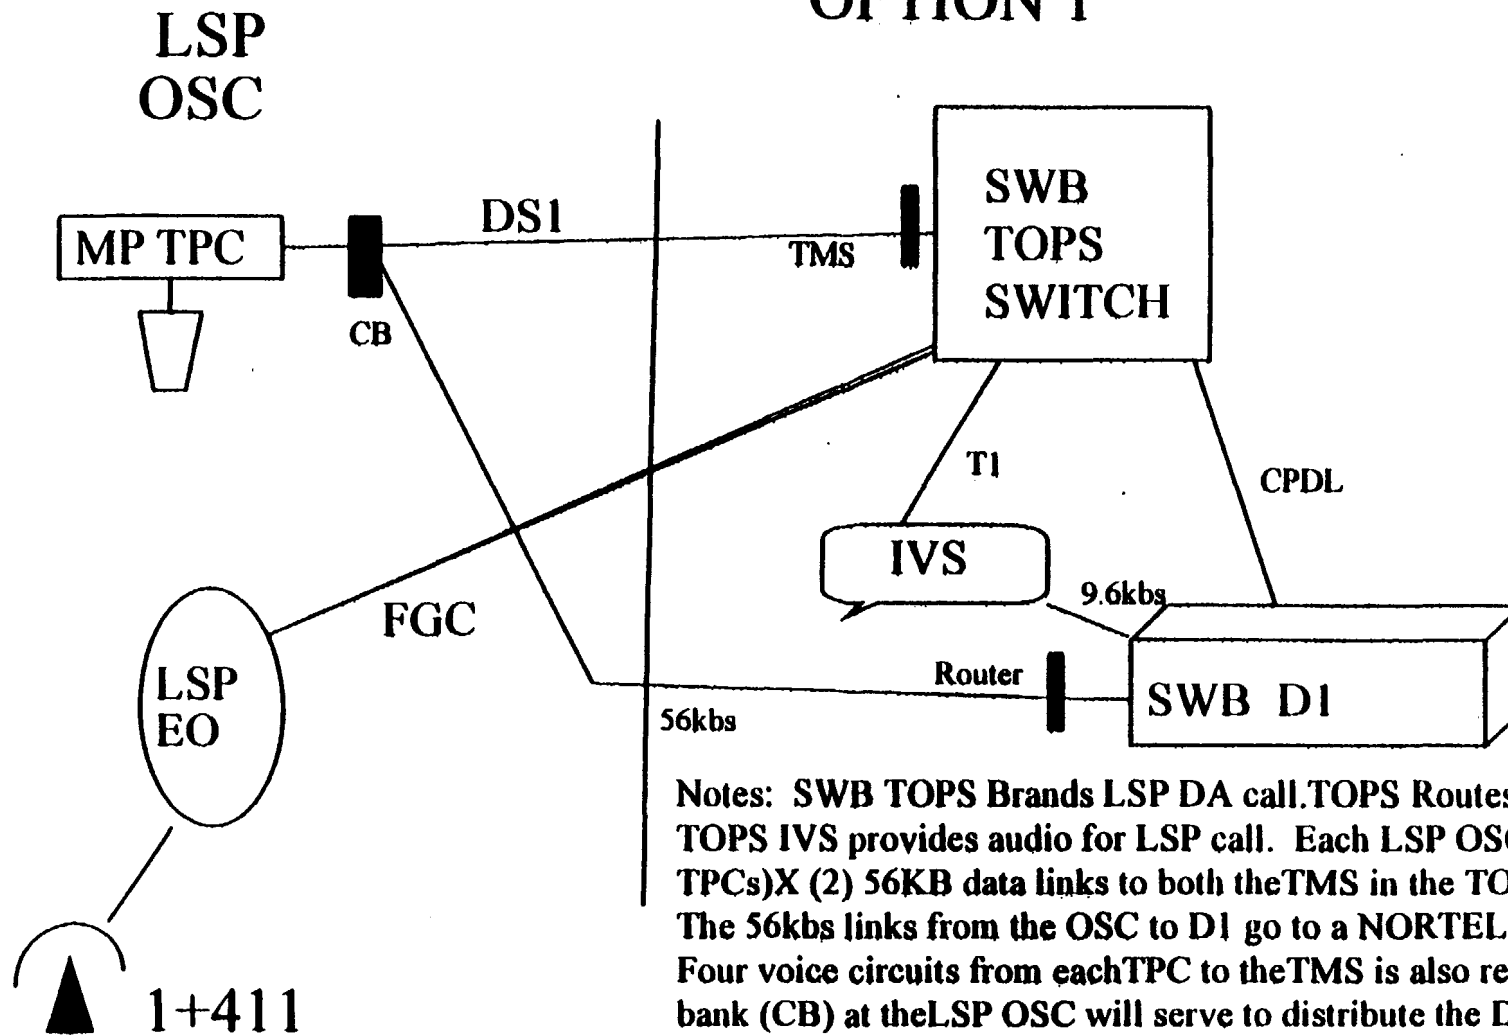 OPTION 1
LSP
OSC
MP TPC
CB
DS1
TMS
SWB
TOPS
SWITCH
T1
CPDL
IVS
9.6kbs
FGC
LSP
EO
Router
SWB D1
56kbs
1+411
Notes: SWB TOPS Brands LSP DA call.TOPS Routes
TOPS IVS provides audio for LSP call. Each LSP OSC
TPCs)X (2) 56KB data links to both theTMS in the TO
The 56kbs links from the OSC to D1 go to a NORTEL
Four voice circuits from eachTPC to theTMS is also re
bank (CB) at theLSP OSC will serve to distribute the D